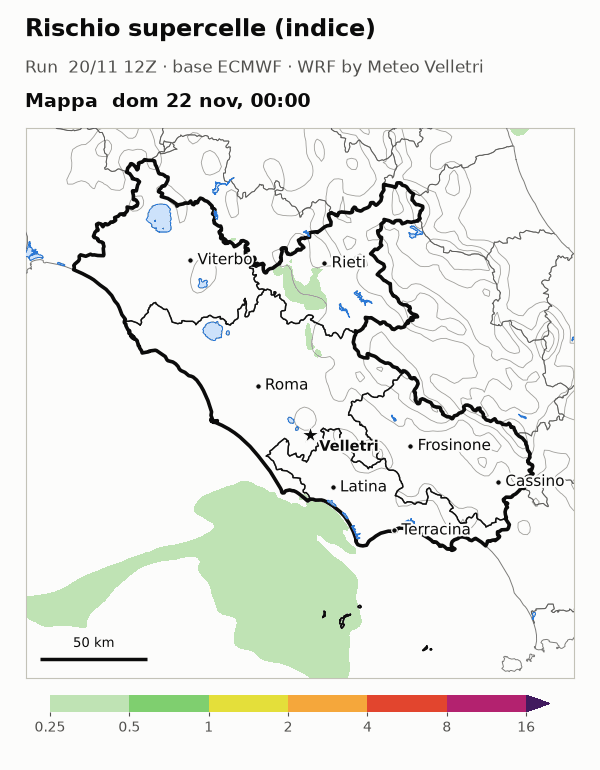 Rischio supercelle (indice)
Run  20/11 12Z · base ECMWF · WRF by Meteo Velletri
Mappa  dom 22 nov, 00:00
Viterbo
Rieti
Roma
Velletri
Frosinone
Cassino
Latina
Terracina
50 km
0.25 0.5 1 2 4 8 16